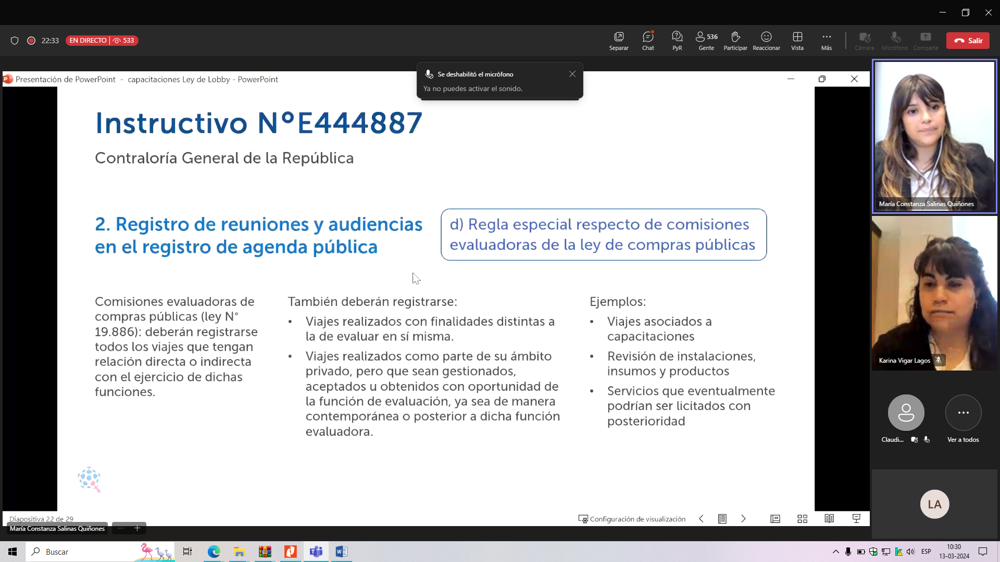 22:33
EN DIRECTO
533
Separar
Chat
PyR
536
Gente
Participar
Reaccionar
Vista
Más
Cámara
Micrófono
Comparte
Salir
Presentación de PowerPoint - capacitaciones Ley de Lobby - PowerPoint
Se deshabilitó el micrófono
Ya no puedes activar el sonido.
Instructivo NºE444887
Contraloría General de la República
2. Registro de reuniones y audiencias
en el registro de agenda pública
d) Regla especial respecto de comisiones
evaluadoras de la ley de compras públicas
Comisiones evaluadoras de
compras públicas (ley N°
19.886): deberán registrarse
todos los viajes que tengan
relación directa o indirecta
con el ejercicio de dichas
funciones.
También deberán registrarse:
• Viajes realizados con finalidades distintas a
la de evaluar en sí misma.
• Viajes realizados como parte de su ámbito
privado, pero que sean gestionados,
aceptados u obtenidos con oportunidad de
la función de evaluación, ya sea de manera
contemporánea o posterior a dicha función
evaluadora.
Ejemplos:
• Viajes asociados a
capacitaciones
• Revisión de instalaciones,
insumos y productos
• Servicios que eventualmente
podrían ser licitados con
posterioridad
María Constanza Salinas Quiñones
Karina Vigar Lagos
Claudi...
Ver a todos
LA
Diapositiva 22 de 29
Configuración de visualización
María Constanza Salinas Quiñones
Buscar
ESP
10:30
13-03-2024